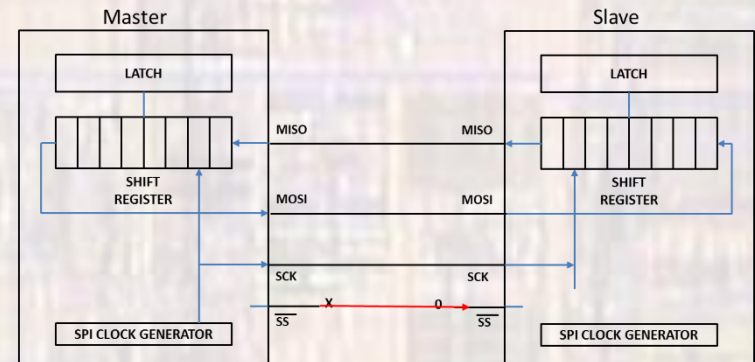 Master
Slave
LATCH
LATCH
MISO
MISO
SHIFT
REGISTER
SHIFT
REGISTER
MOSI
MOSI
SCK
SCK
X
0
SS
SS
SPI CLOCK GENERATOR
SPI CLOCK GENERATOR